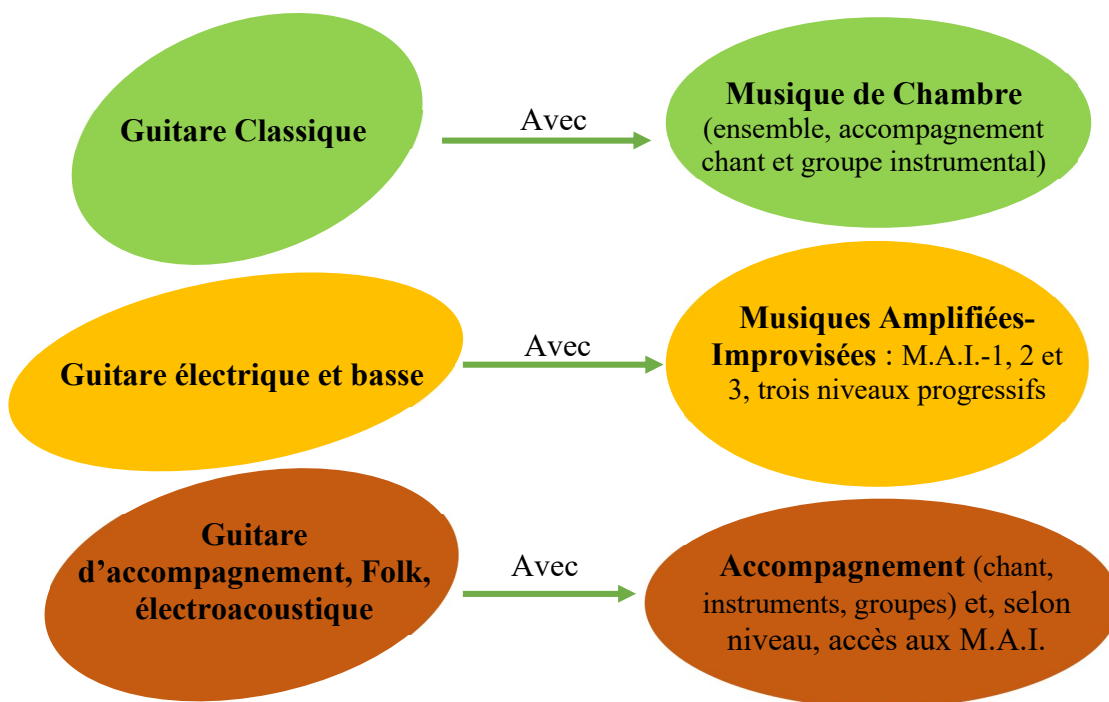 Guitare Classique
Avec
Musique de Chambre
(ensemble, accompagnement
chant et groupe instrumental)
Guitare électrique et basse
Avec
Musiques Amplifiées-
Improvisées : M.A.I.-1, 2 et
3, trois niveaux progressifs
Guitare
d’accompagnement, Folk,
électroacoustique
Avec
Accompagnement (chant,
instruments, groupes) et, selon
niveau, accès aux M.A.I.